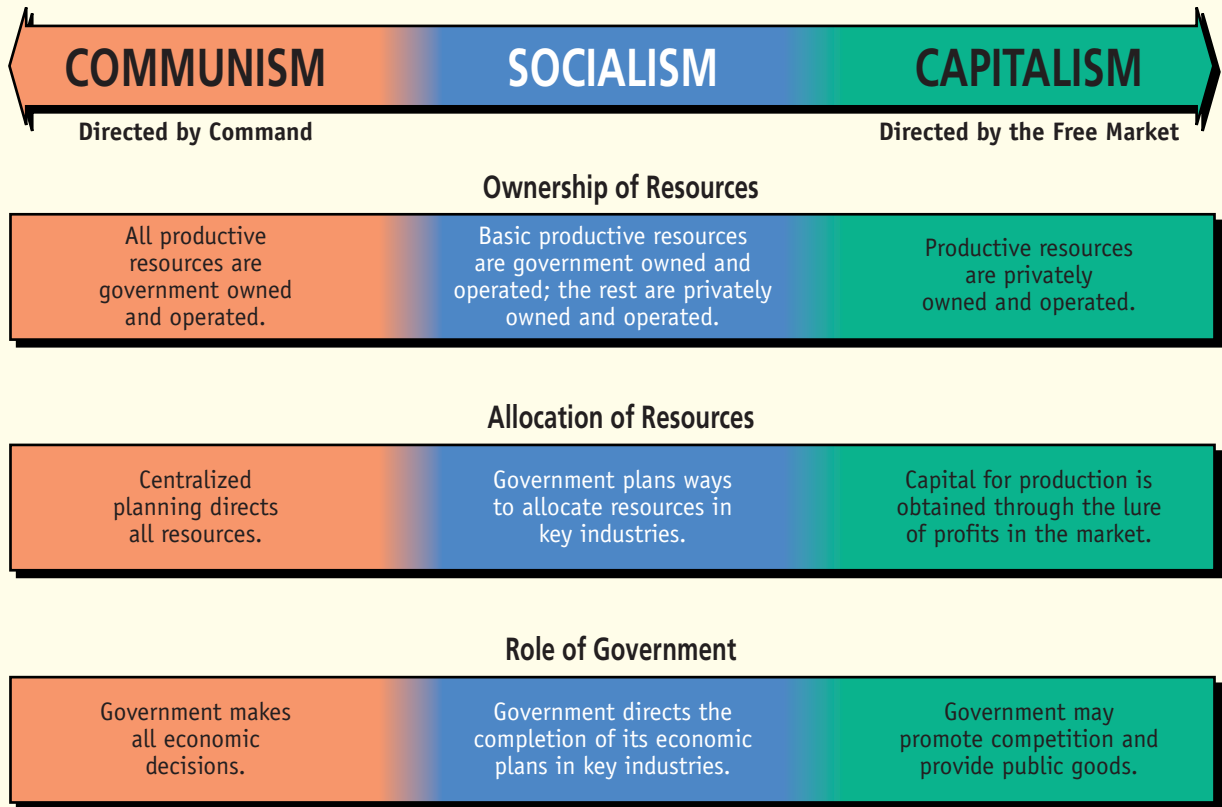 COMMUNISM
SOCIALISM
CAPITALISM
Directed by Command
Directed by the Free Market
Ownership of Resources
All productive
resources are
government owned
and operated.
Basic productive resources
are government owned and
operated; the rest are privately
owned and operated.
Productive resources
are privately
owned and operated.
Allocation of Resources
Centralized
planning directs
all resources.
Government plans ways
to allocate resources in
key industries.
Capital for production is
obtained through the lure
of profits in the market.
Role of Government
Government makes
all economic
decisions.
Government directs the
completion of its economic
plans in key industries.
Government may
promote competition and
provide public goods.